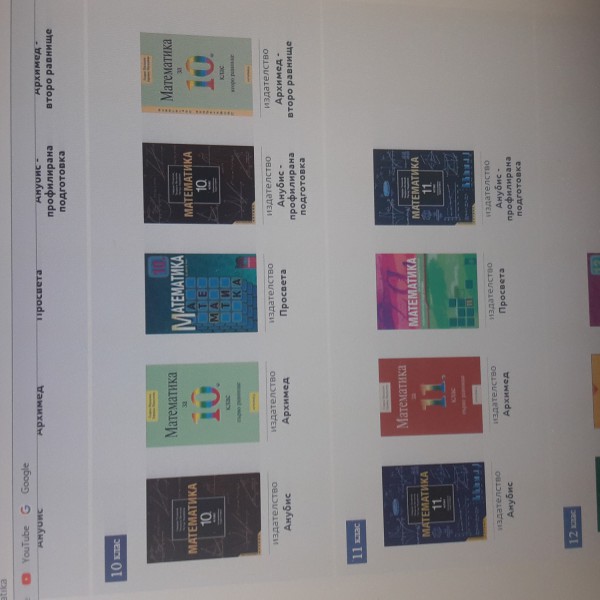 YouTube Google
Анубис
Архимед
Просвета
Анубис -
профилирана
подготовка
Архимед -
второ равнище
10 клас
МАТЕМАТИКА
10.
издателство
Анубис
Математика
за
10.
клас
издателство
Архимед
10
МАТЕМАТИКА
МАТЕМАТИКА
издателство
Просвета
МАТЕМАТИКА
10
издателство
Анубис -
профилирана
подготовка
Математика
за
10.
клас
второ равнище
издателство
Архимед -
второ равнище
11 клас
МАТЕМАТИКА
11.
издателство
Анубис
Математика
за
11.
клас
издателство
Архимед
МАТЕМАТИКА
издателство
Просвета
МАТЕМАТИКА
11.
издателство
Анубис -
профилирана
подготовка
12 клас